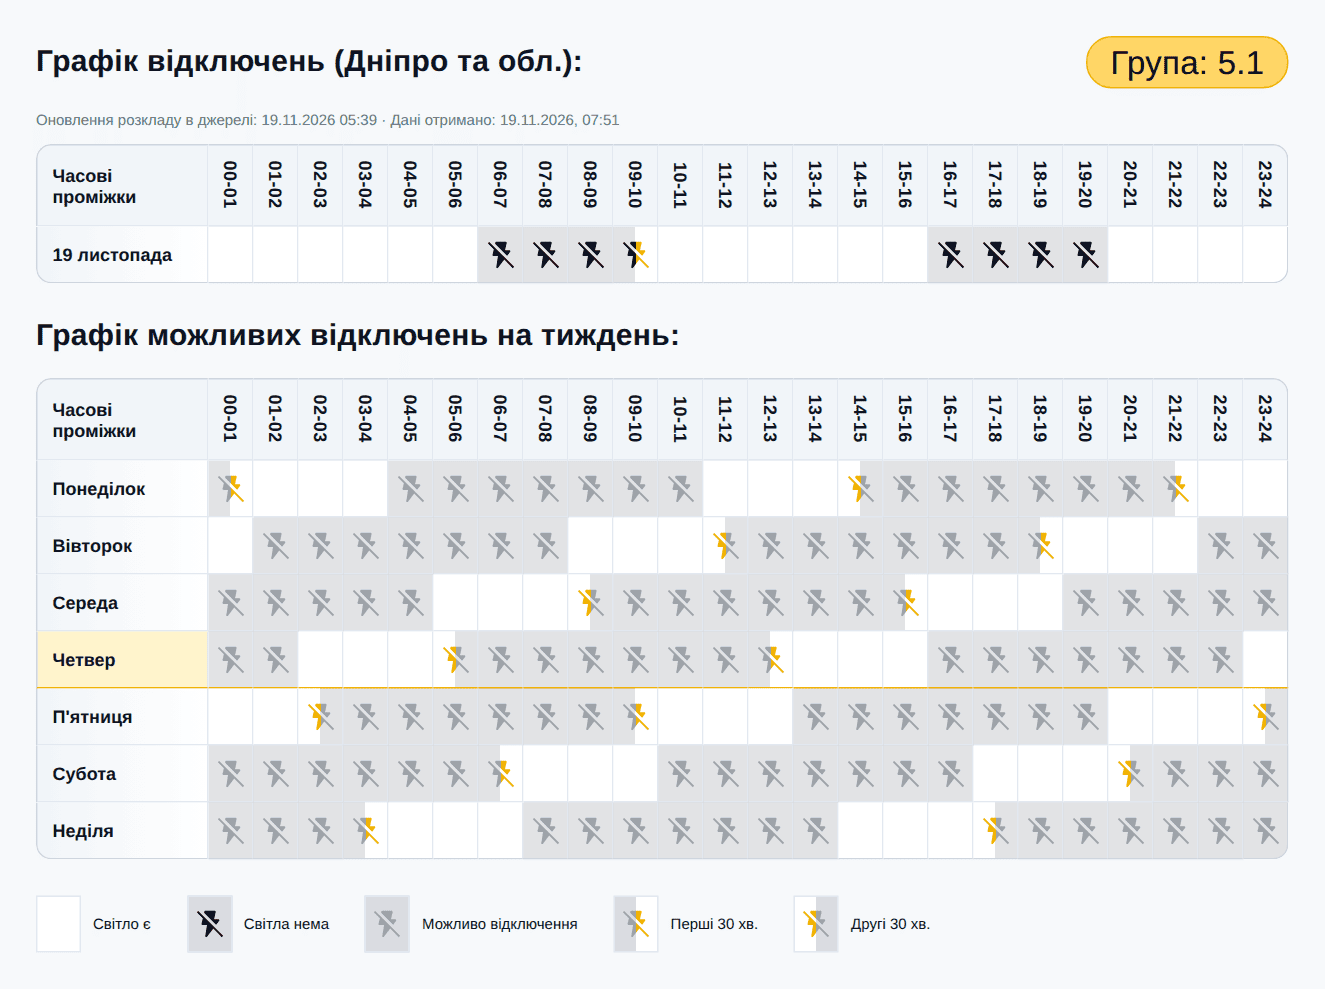 Графік відключень (Дніпро та обл.):
Група: 5.1
Оновлення розкладу в джерелі: 19.11.2026 05:39 · Дані отримано: 19.11.2026, 07:51
Часові проміжки 00-01 01-02 02-03 03-04 04-05 05-06 06-07 07-08 08-09 09-10 10-11 11-12 12-13 13-14 14-15 15-16 16-17 17-18 18-19 19-20 20-21 21-22 22-23 23-24
19 листопада
Графік можливих відключень на тиждень:
Часові проміжки 00-01 01-02 02-03 03-04 04-05 05-06 06-07 07-08 08-09 09-10 10-11 11-12 12-13 13-14 14-15 15-16 16-17 17-18 18-19 19-20 20-21 21-22 22-23 23-24
Понеділок
Вівторок
Середа
Четвер
П'ятниця
Субота
Неділя
Світло є Світла нема Можливо відключення Перші 30 хв. Другі 30 хв.